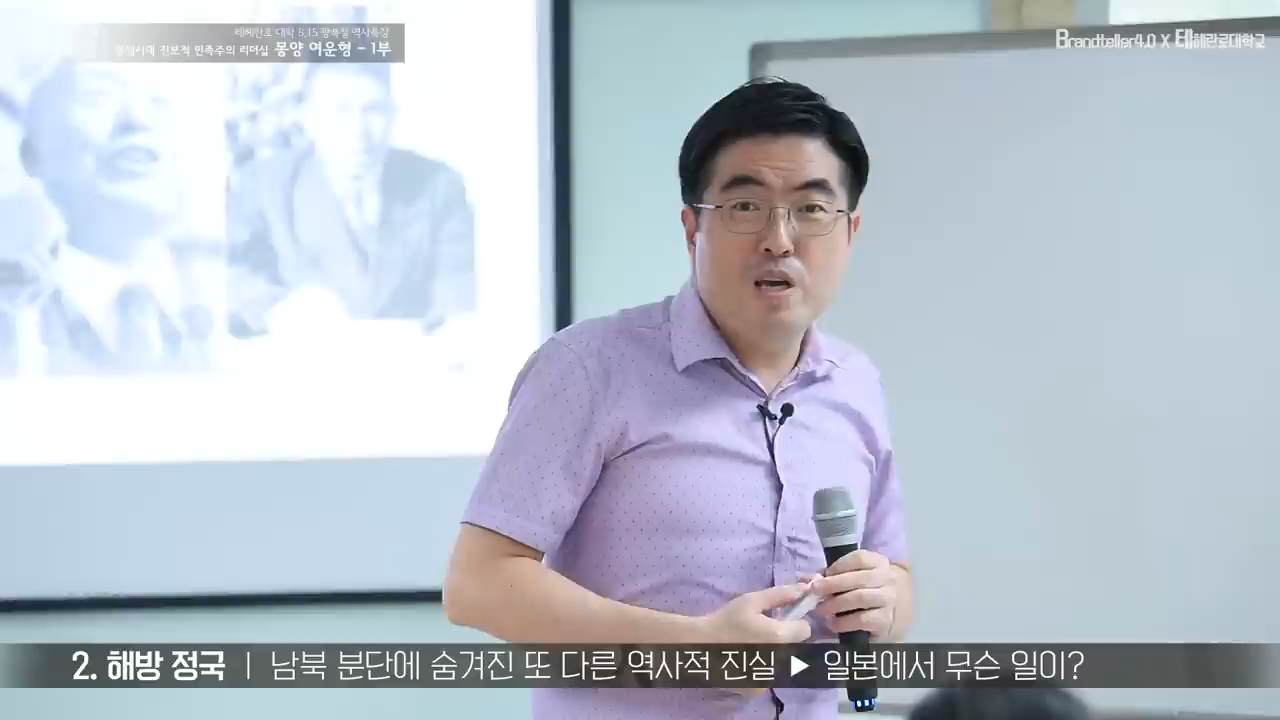 테헤란로 대학 8.15 광복절 역사특강
진보적 민족주의 리더십 몽양 여운형 - 1부
Brandteller4.0 X 테헤란로대학교
2. 해방 정국 | 남북 분단에 숨겨진 또 다른 역사적 진실 ▶ 일본에서 무슨 일이?